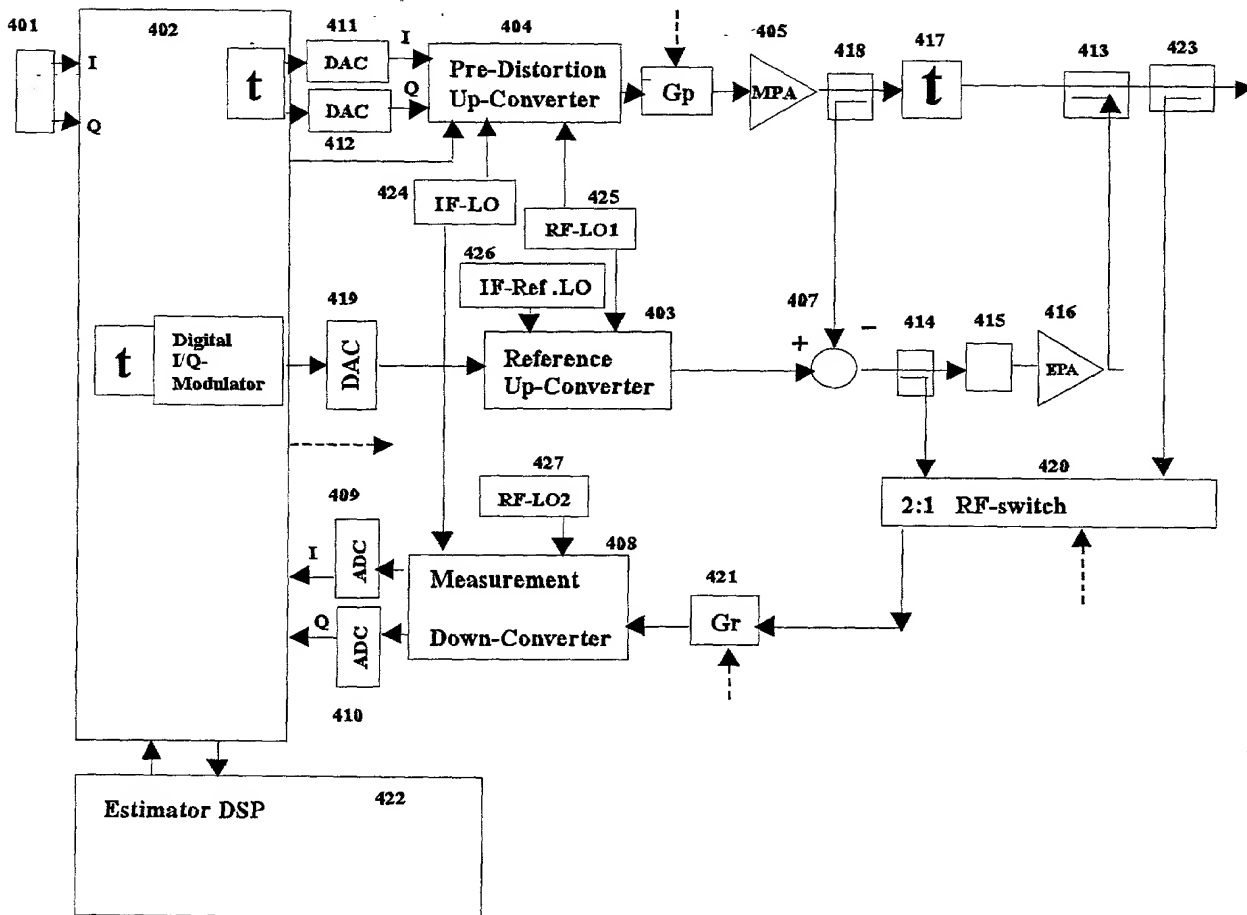 401
402
411
I
404
405
418
417
413
423
I
DAC
Pre-Distortion
Up-Converter
t
Gp
MPA
t
Q
DAC
Q
412
424
IF-LO
425
RF-LO1
426
IF-Ref.LO
419
403
407
414
415
416
t
Digital
I/Q-
Modulator
DAC
Reference
Up-Converter
+
−
EPA
427
420
409
RF-LO2
2:1 RF-switch
408
I
ADC
Measurement
Down-Converter
421
Gr
Q
ADC
410
Estimator DSP
422